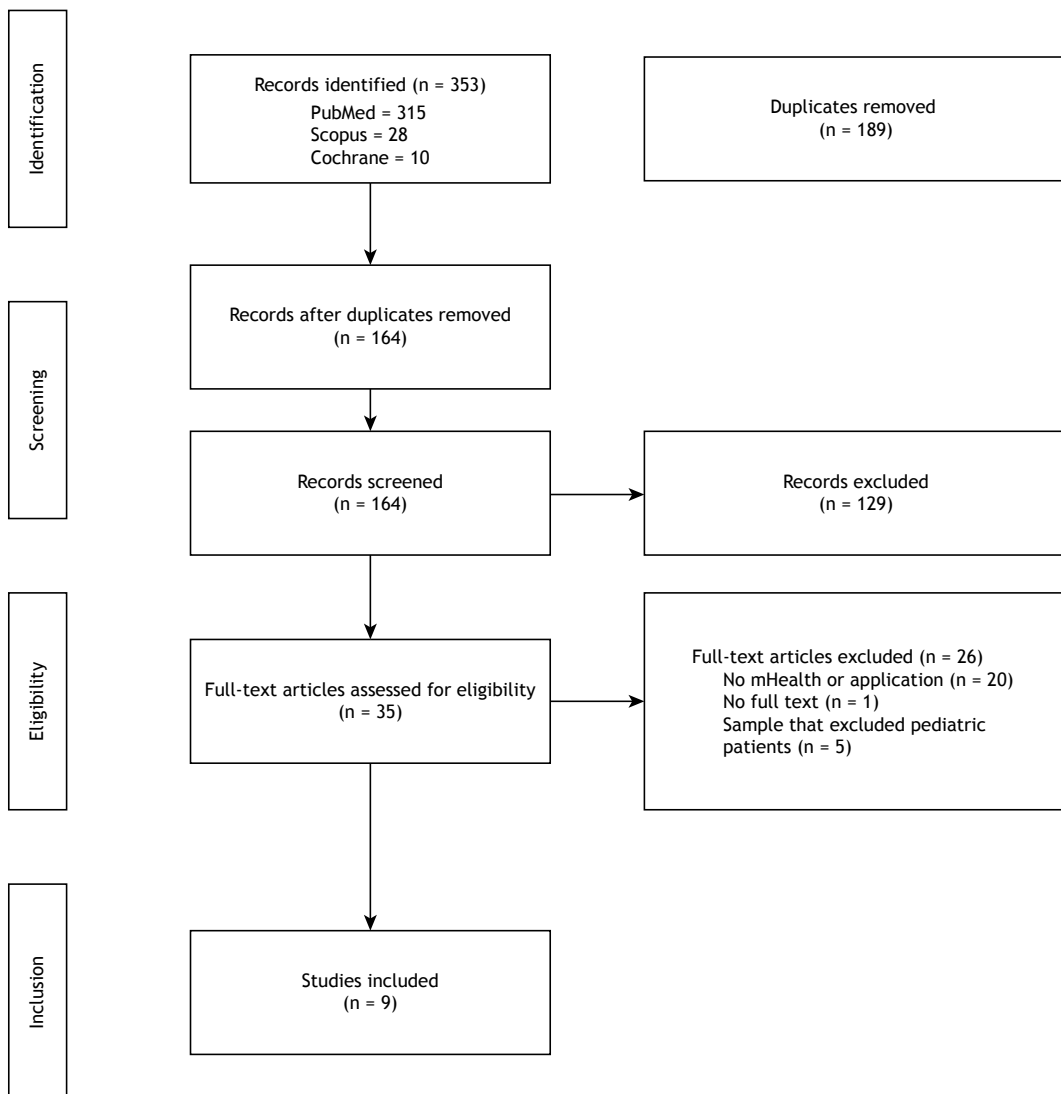 Identification
Records identified (n = 353)
PubMed = 315
Scopus = 28
Cochrane = 10
Duplicates removed
(n = 189)
Screening
Records after duplicates removed
(n = 164)
Records screened
(n = 164)
Records excluded
(n = 129)
Eligibility
Full-text articles assessed for eligibility
(n = 35)
Full-text articles excluded (n = 26)
No mHealth or application (n = 20)
No full text (n = 1)
Sample that excluded pediatric
patients (n = 5)
Inclusion
Studies included
(n = 9)